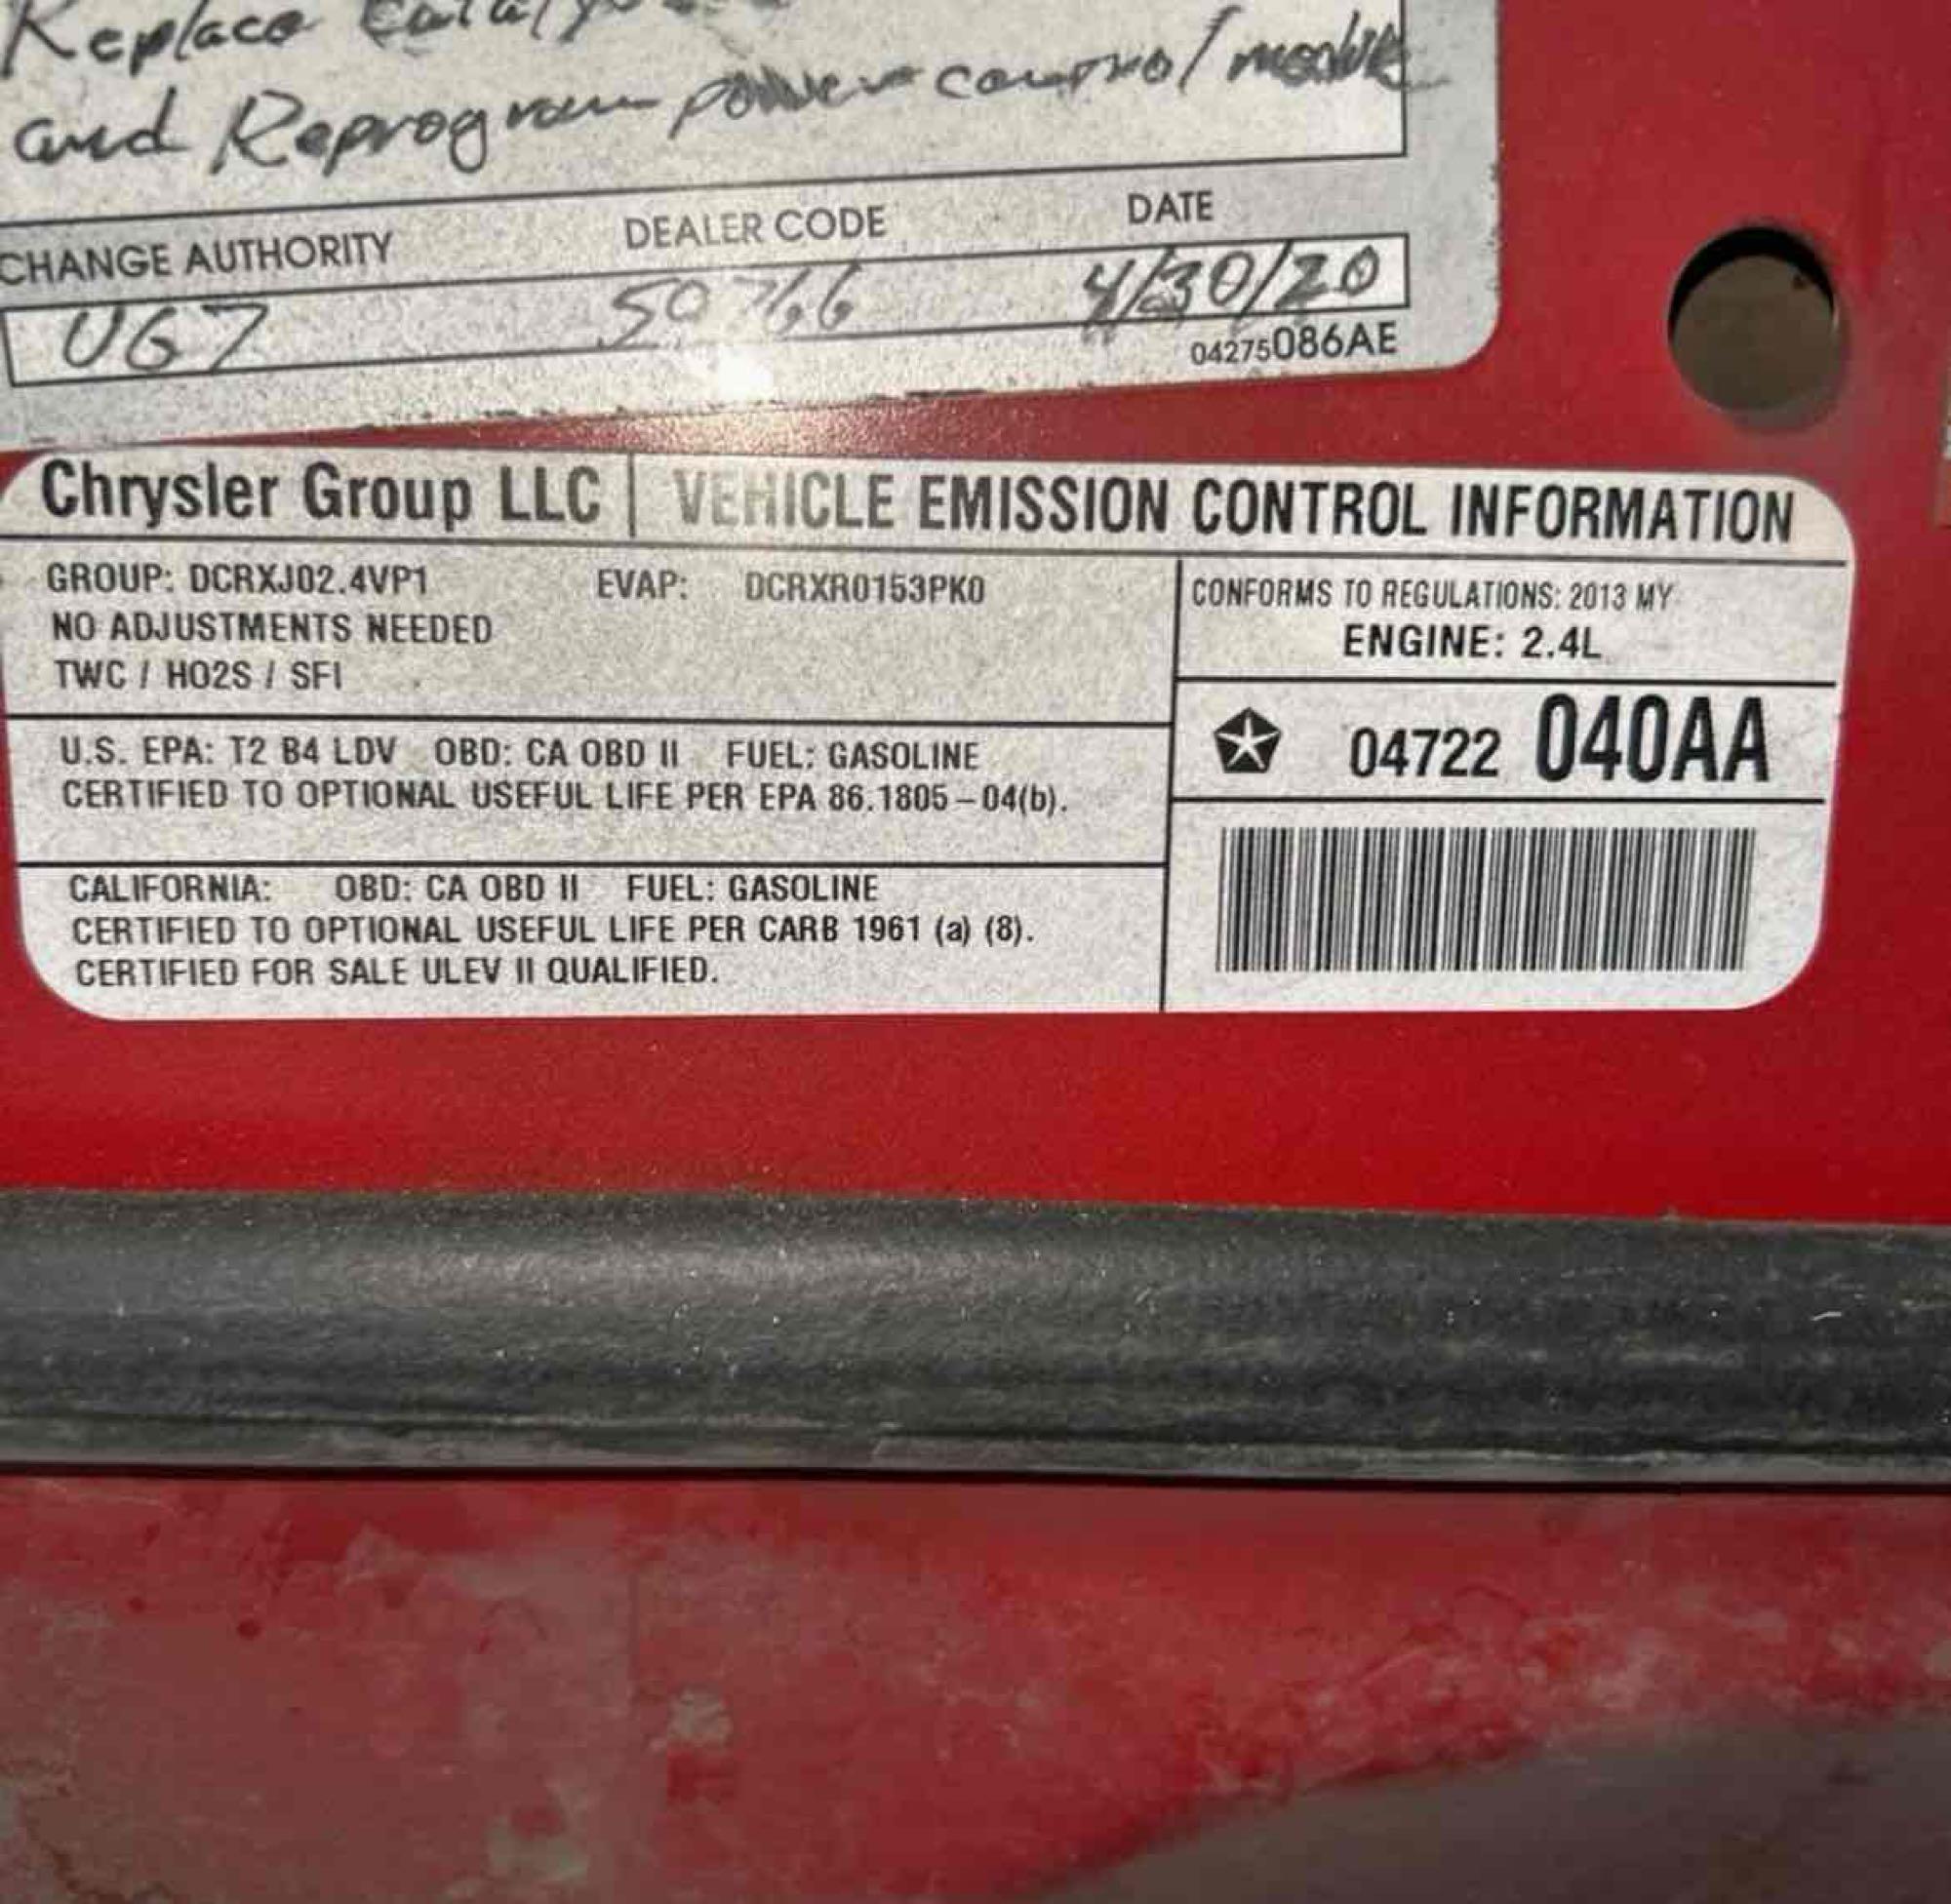 Replace
and Reprogram power control module
CHANGE AUTHORITY DEALER CODE DATE
UG7 4/30/20
04275086AE
Chrysler Group LLC | VEHICLE EMISSION CONTROL INFORMATION
GROUP: DCRXJ02.4VP1 EVAP: DCRXR0153PK0
NO ADJUSTMENTS NEEDED
TWC / HO2S / SFI
CONFORMS TO REGULATIONS: 2013 MY
ENGINE: 2.4L
04722 040AA
U.S. EPA: T2 B4 LDV OBD: CA OBD II FUEL: GASOLINE
CERTIFIED TO OPTIONAL USEFUL LIFE PER EPA 86.1805-04(b).
CALIFORNIA: OBD: CA OBD II FUEL: GASOLINE
CERTIFIED TO OPTIONAL USEFUL LIFE PER CARB 1961 (a) (8).
CERTIFIED FOR SALE ULEV II QUALIFIED.